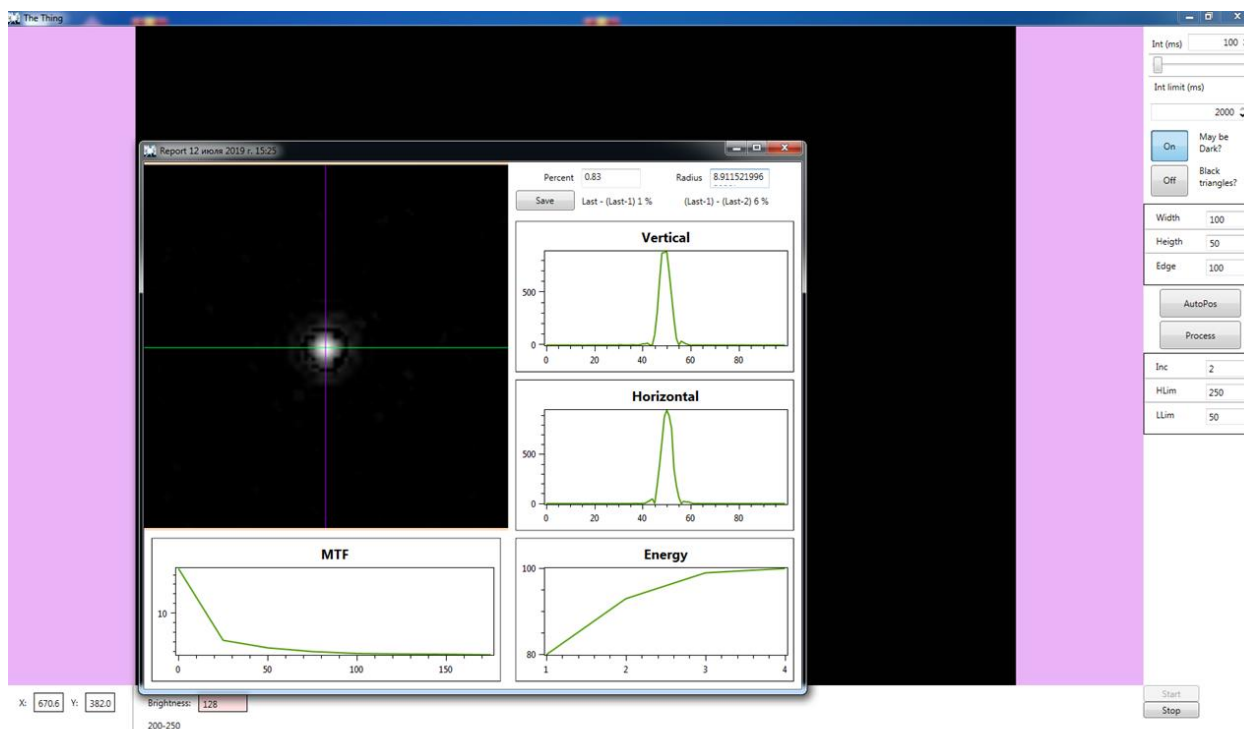 The Thing
Int (ms) 100
Int limit (ms)
2000
On May be Dark?
Off Black triangles?
Width 100
Heigth 50
Edge 100
AutoPos
Process
Inc 2
HLim 250
LLim 50
Report 12 июля 2019 г. 15:25
Percent 0.83 Radius 8.911521996
Save Last - (Last-1) 1 % (Last-1) - (Last-2) 6 %
Vertical
500
0
0 20 40 60 80
Horizontal
500
0
0 20 40 60 80
MTF
10
0 50 100 150
Energy
100
80
1 2 3 4
X: 670.6 Y: 382.0 Brightness: 128
200-250
Start
Stop